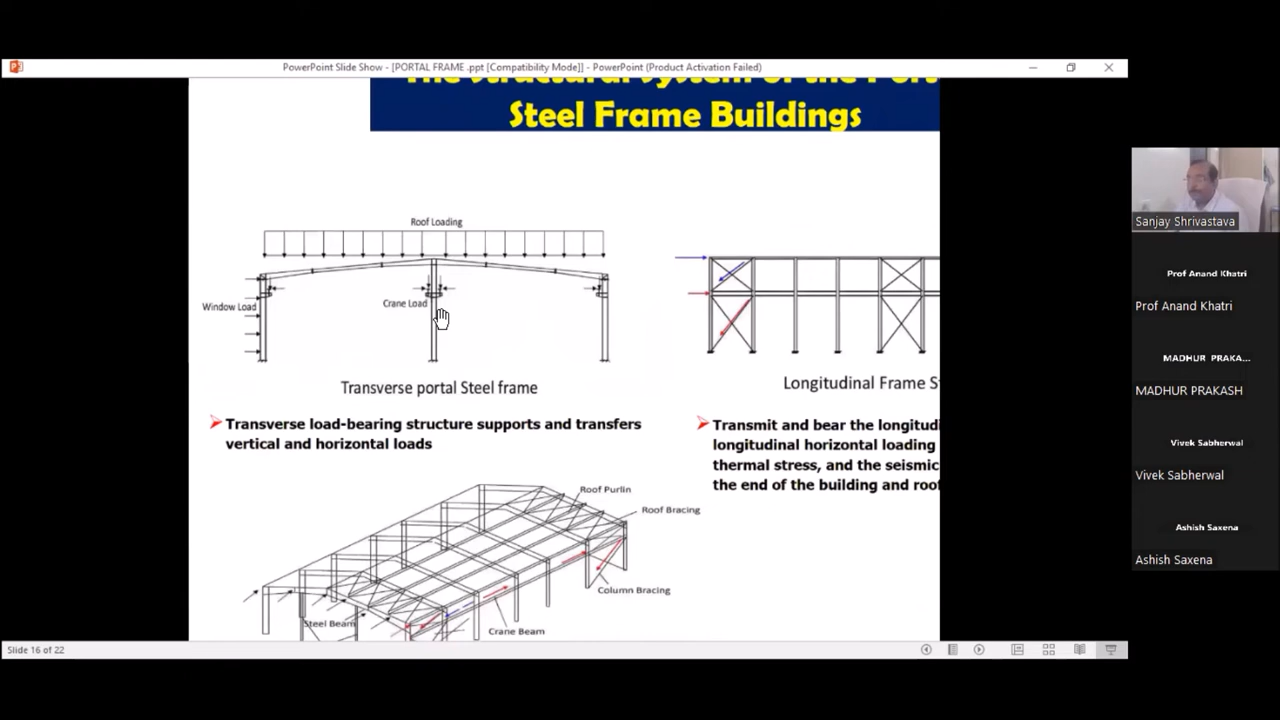 PowerPoint Slide Show - [PORTAL FRAME .ppt [Compatibility Mode]] - PowerPoint (Product Activation Failed)
Steel Frame Buildings
Roof Loading
Window Load
Crane Load
Transverse portal Steel frame
Longitudinal Frame
Transverse load-bearing structure supports and transfers
vertical and horizontal loads
Transmit and bear the
longitudinal horizontal loading
thermal stress, and the seismic
the end of the building and
Roof Purlin
Roof Bracing
Column Bracing
Steel Beam
Crane Beam
Slide 16 of 22
Sanjay Shrivastava
Prof Anand Khatri
Prof Anand Khatri
MADHUR PRAKA...
MADHUR PRAKASH
Vivek Sabherwal
Vivek Sabherwal
Ashish Saxena
Ashish Saxena